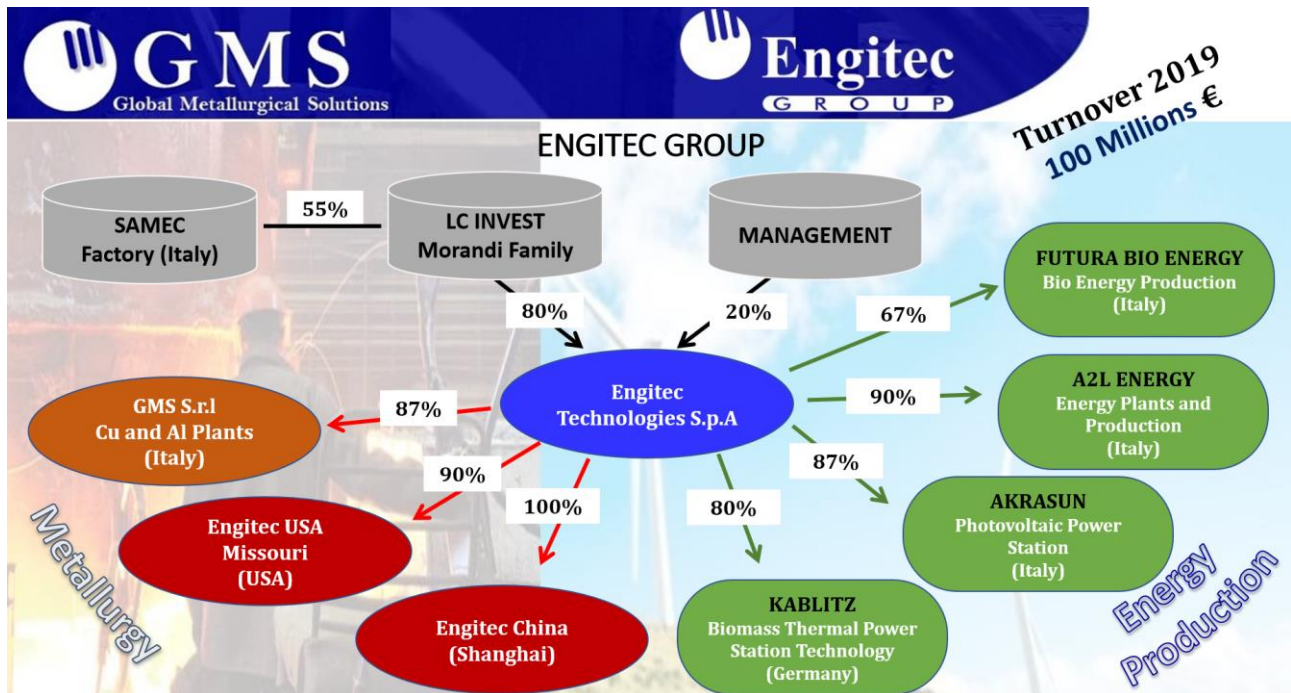 GMS
Global Metallurgical Solutions
Engitec
GROUP
Turnover 2019
100 Millions €
ENGITEC GROUP
SAMEC
Factory (Italy)
55%
LC INVEST
Morandi Family
MANAGEMENT
80%
20%
67%
FUTURA BIO ENERGY
Bio Energy Production
(Italy)
Engitec
Technologies S.p.A
90%
A2L ENERGY
Energy Plants and
Production
(Italy)
87%
GMS S.r.l
Cu and Al Plants
(Italy)
87%
AKRASUN
Photovoltaic Power
Station
(Italy)
90%
100%
80%
Engitec USA
Missouri
(USA)
Engitec China
(Shanghai)
KABLITZ
Biomass Thermal Power
Station Technology
(Germany)
Metallurgy
Energy
Production